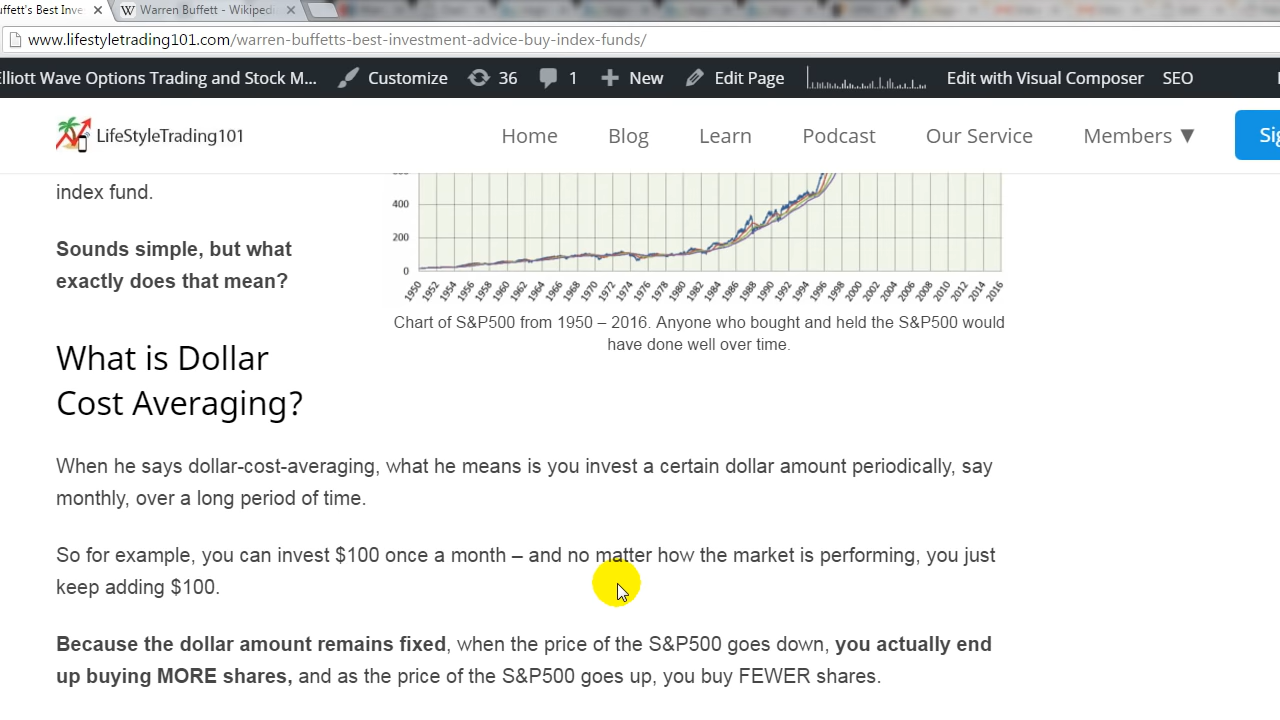 uffett's Best Inve
Warren Buffett - Wikiped
www.lifestyletrading101.com/warren-buffetts-best-investment-advice-buy-index-funds/
Elliott Wave Options Trading and Stock M... Customize 36 1 New Edit Page Edit with Visual Composer SEO
LifeStyleTrading101 Home Blog Learn Podcast Our Service Members ▼ Sig
index fund.
Sounds simple, but what
exactly does that mean?
400
200
0
1950 1952 1954 1956 1958 1960 1962 1964 1966 1968 1970 1972 1974 1976 1978 1980 1982 1984 1986 1988 1990 1992 1994 1996 1998 2000 2002 2004 2006 2008 2010 2012 2014 2016
Chart of S&P500 from 1950 – 2016. Anyone who bought and held the S&P500 would
have done well over time.
What is Dollar
Cost Averaging?
When he says dollar-cost-averaging, what he means is you invest a certain dollar amount periodically, say
monthly, over a long period of time.
So for example, you can invest $100 once a month – and no matter how the market is performing, you just
keep adding $100.
Because the dollar amount remains fixed, when the price of the S&P500 goes down, you actually end
up buying MORE shares, and as the price of the S&P500 goes up, you buy FEWER shares.